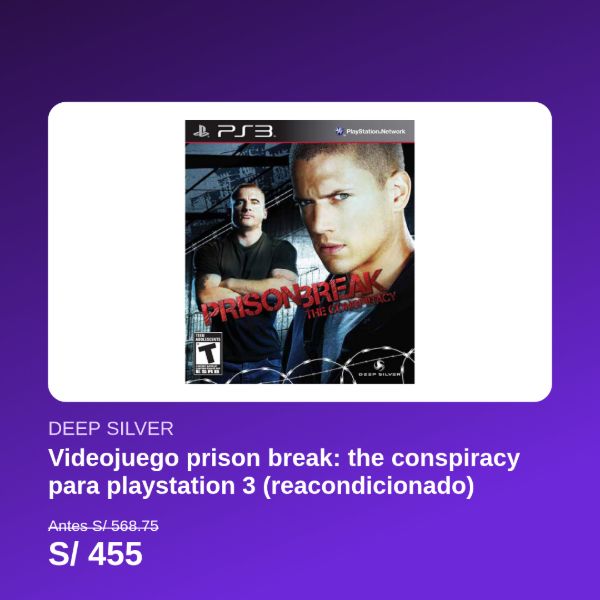 PS3
PlayStation Network
PRISON BREAK
THE CONSPIRACY
TEEN
T
ESRB
DEEP SILVER
DEEP SILVER
Videojuego prison break: the conspiracy
para playstation 3 (reacondicionado)
Antes S/ 568.75
S/ 455